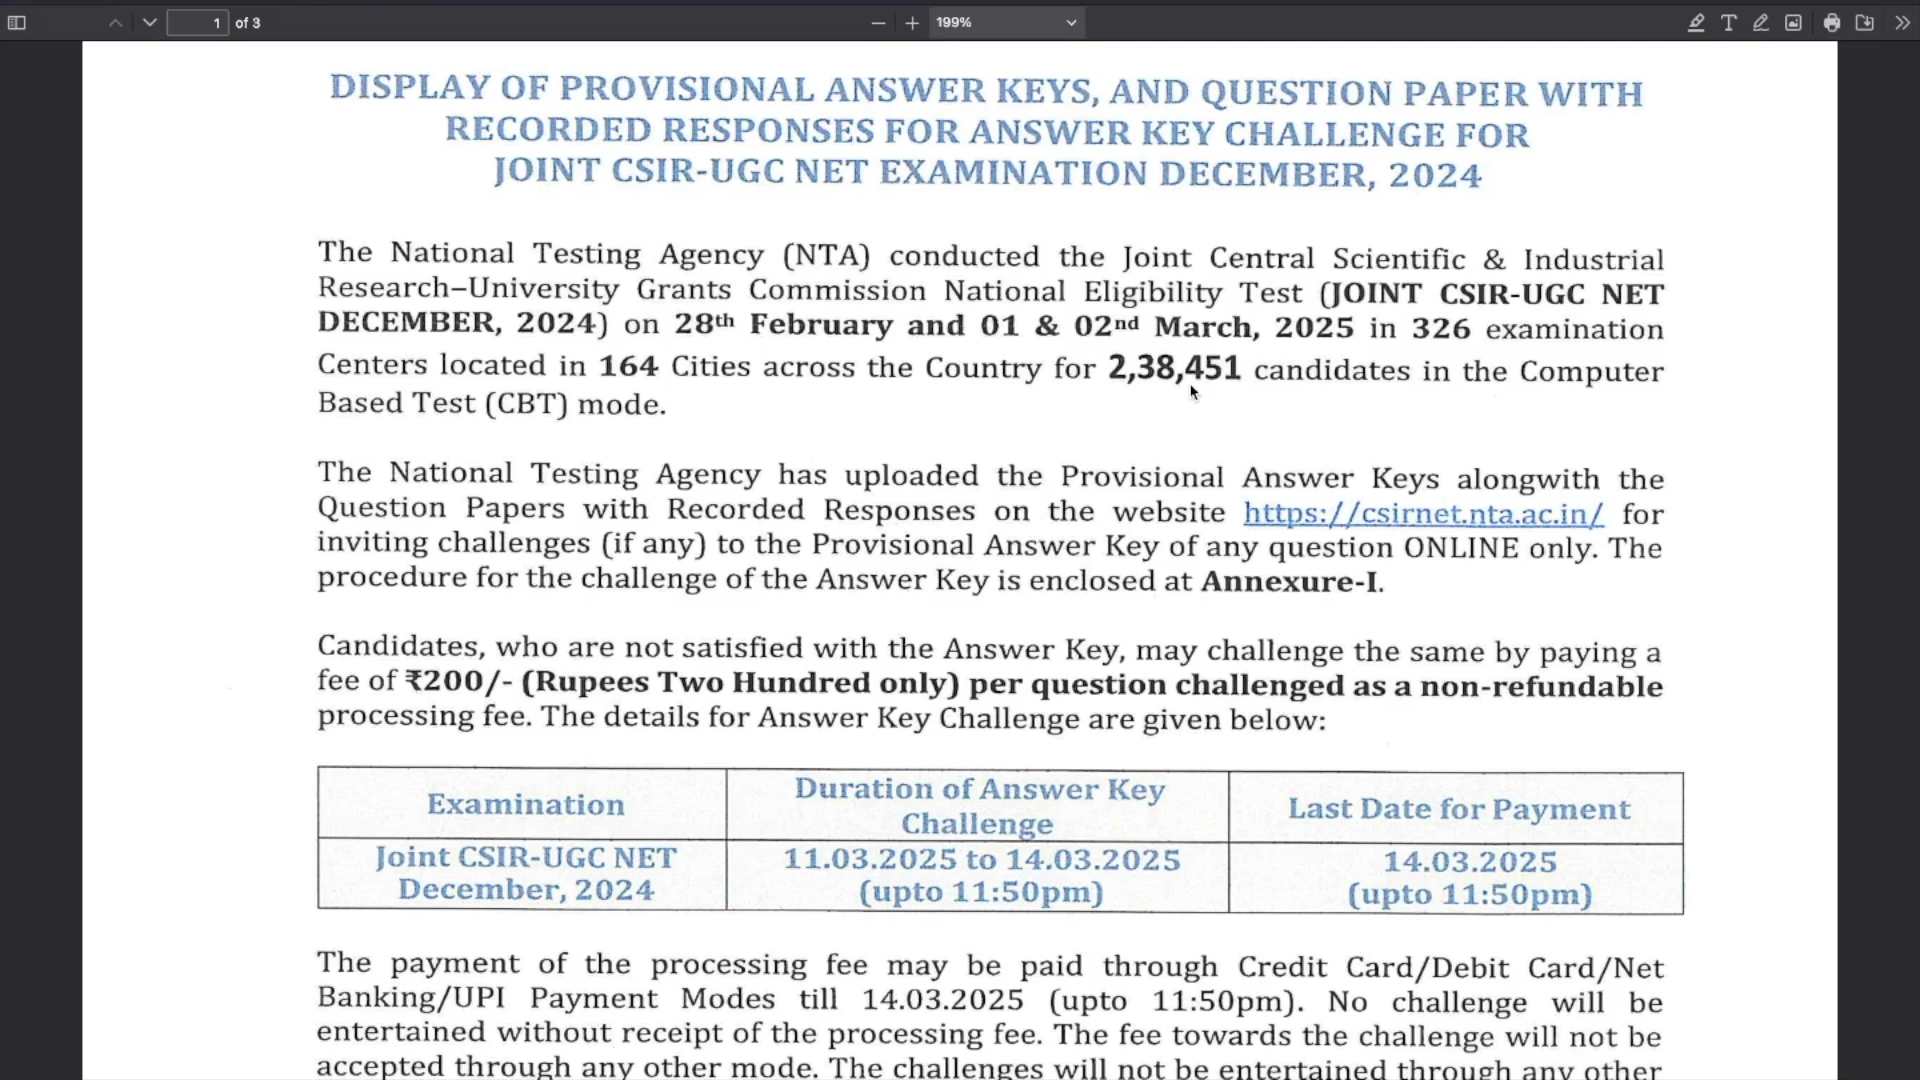 1 of 3
199%
DISPLAY OF PROVISIONAL ANSWER KEYS, AND QUESTION PAPER WITH
RECORDED RESPONSES FOR ANSWER KEY CHALLENGE FOR
JOINT CSIR-UGC NET EXAMINATION DECEMBER, 2024
The National Testing Agency (NTA) conducted the Joint Central Scientific & Industrial
Research–University Grants Commission National Eligibility Test (JOINT CSIR-UGC NET
DECEMBER, 2024) on 28th February and 01 & 02nd March, 2025 in 326 examination
Centers located in 164 Cities across the Country for 2,38,451 candidates in the Computer
Based Test (CBT) mode.
The National Testing Agency has uploaded the Provisional Answer Keys alongwith the
Question Papers with Recorded Responses on the website https://csirnet.nta.ac.in/ for
inviting challenges (if any) to the Provisional Answer Key of any question ONLINE only. The
procedure for the challenge of the Answer Key is enclosed at Annexure-I.
Candidates, who are not satisfied with the Answer Key, may challenge the same by paying a
fee of ₹200/- (Rupees Two Hundred only) per question challenged as a non-refundable
processing fee. The details for Answer Key Challenge are given below:
Examination
Duration of Answer Key
Challenge
Last Date for Payment
Joint CSIR-UGC NET
December, 2024
11.03.2025 to 14.03.2025
(upto 11:50pm)
14.03.2025
(upto 11:50pm)
The payment of the processing fee may be paid through Credit Card/Debit Card/Net
Banking/UPI Payment Modes till 14.03.2025 (upto 11:50pm). No challenge will be
entertained without receipt of the processing fee. The fee towards the challenge will not be
accepted through any other mode. The challenges will not be entertained through any other